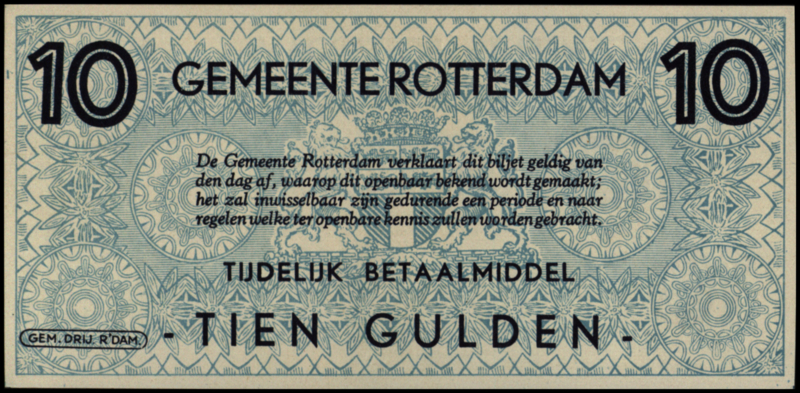 10 GEMEENTE ROTTERDAM 10
De Gemeente Rotterdam verklaart dit biljet geldig van
den dag af, waarop dit openbaar bekend wordt gemaakt;
het zal inwisselbaar zijn gedurende een periode en naar
regelen welke ter openbare kennis zullen worden gebracht.
TIJDELIJK BETAALMIDDEL
GEM. DRIJ. R'DAM.
- TIEN GULDEN -